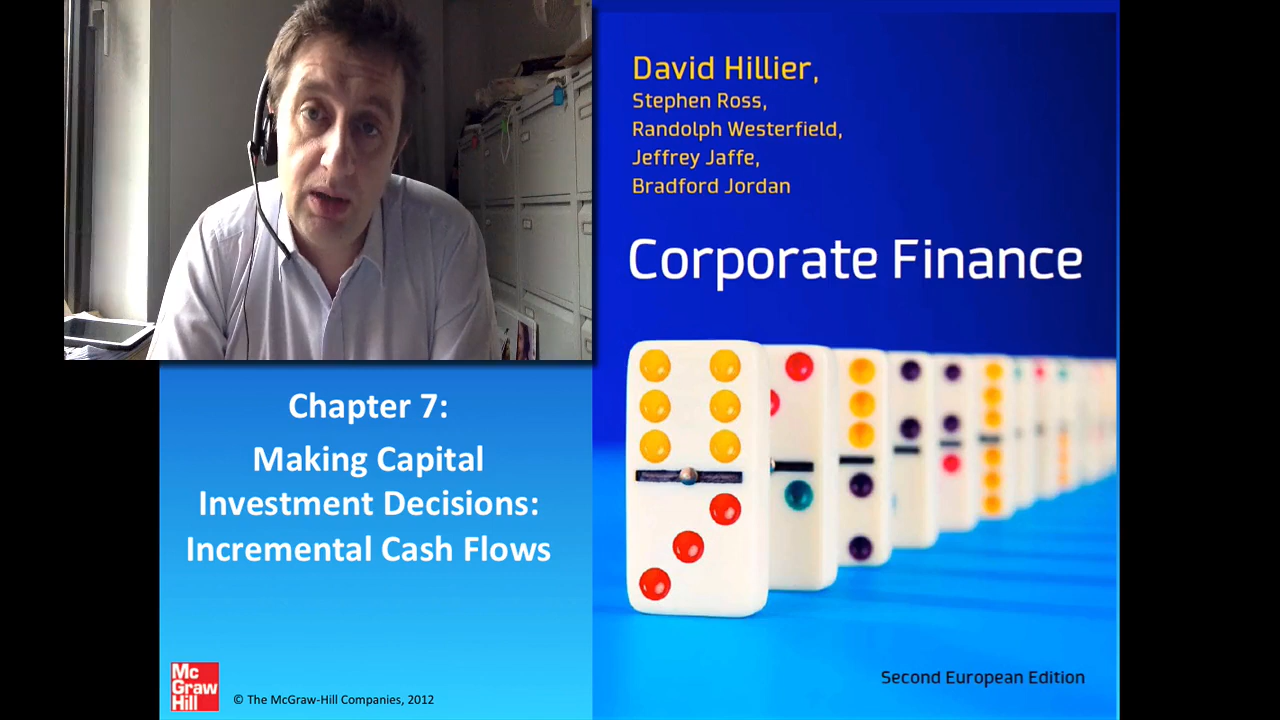 David Hillier,
Stephen Ross,
Randolph Westerfield,
Jeffrey Jaffe,
Bradford Jordan
Corporate Finance
Chapter 7:
Making Capital
Investment Decisions:
Incremental Cash Flows
Mc
Graw
Hill
© The McGraw-Hill Companies, 2012
Second European Edition